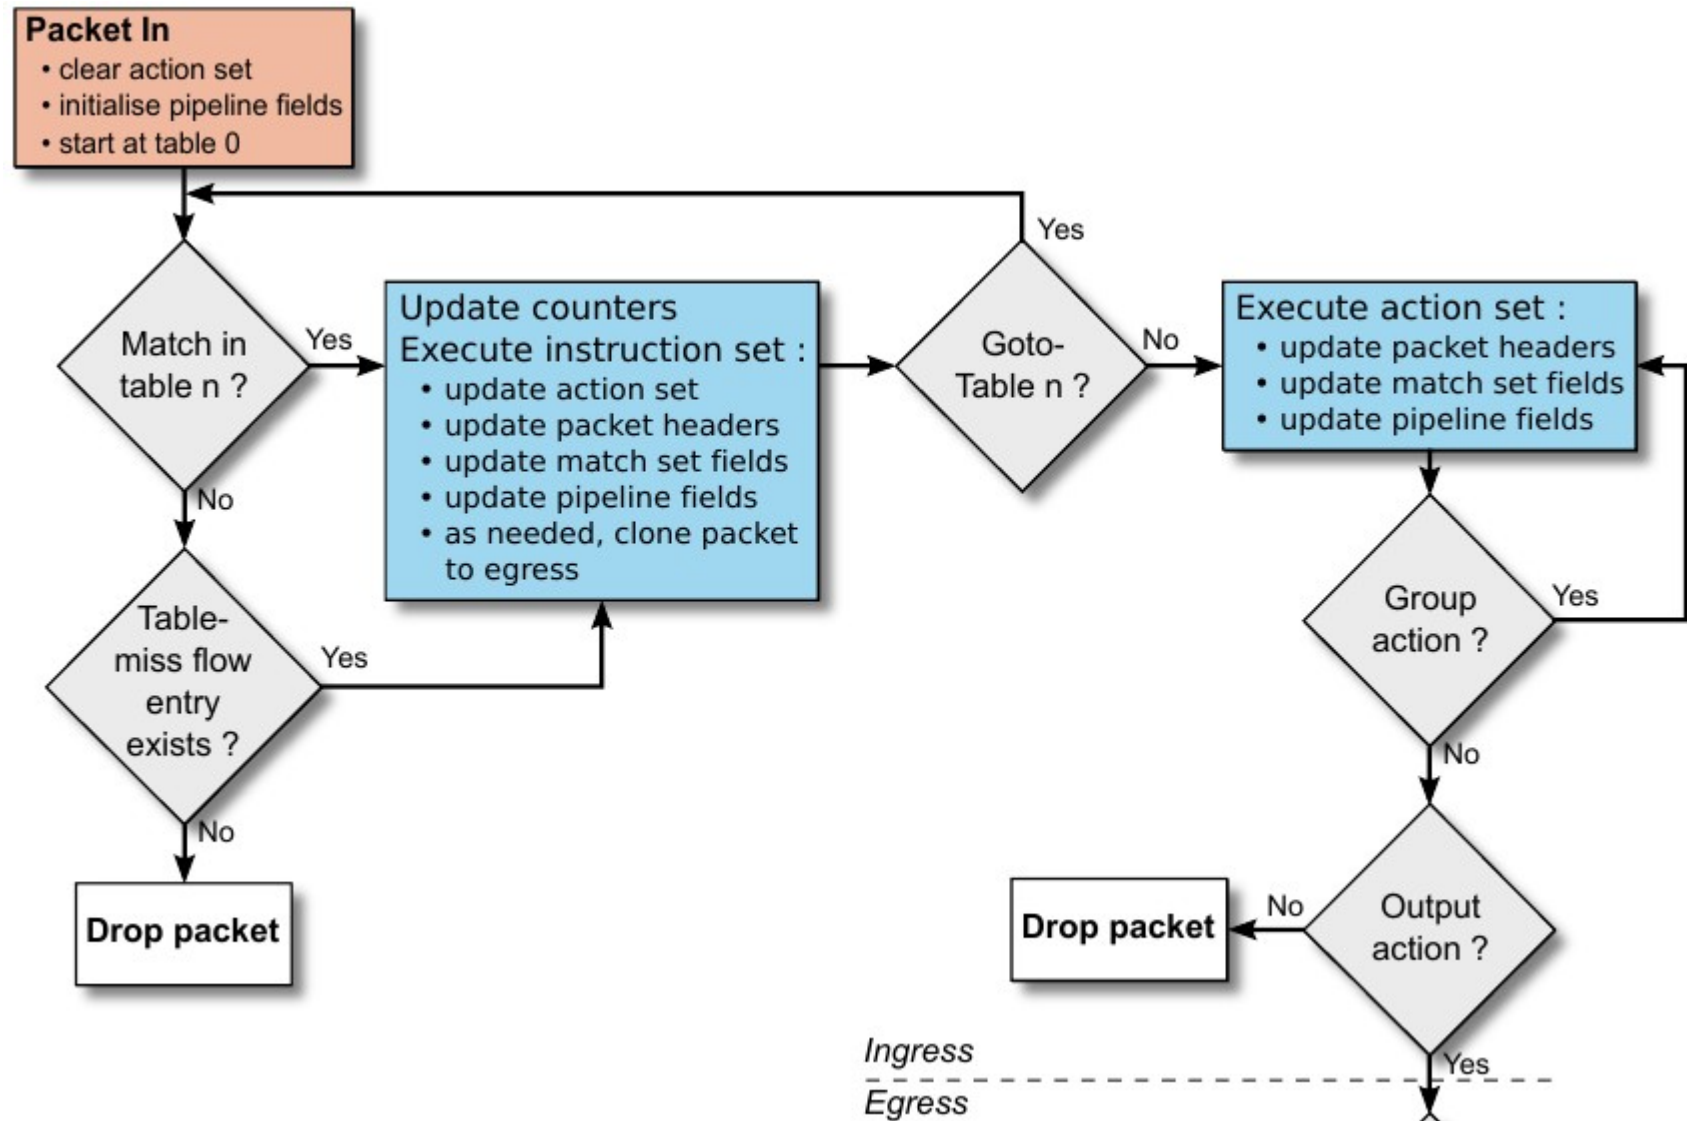 Packet In
• clear action set
• initialise pipeline fields
• start at table 0
Yes
Match in
table n ?
Yes
Update counters
Execute instruction set :
• update action set
• update packet headers
• update match set fields
• update pipeline fields
• as needed, clone packet
to egress
Goto-
Table n ?
No
Execute action set :
• update packet headers
• update match set fields
• update pipeline fields
No
Table-
miss flow
entry
exists ?
Yes
Group
action ?
Yes
No
No
Drop packet
Drop packet
No
Output
action ?
Ingress
Yes
Egress